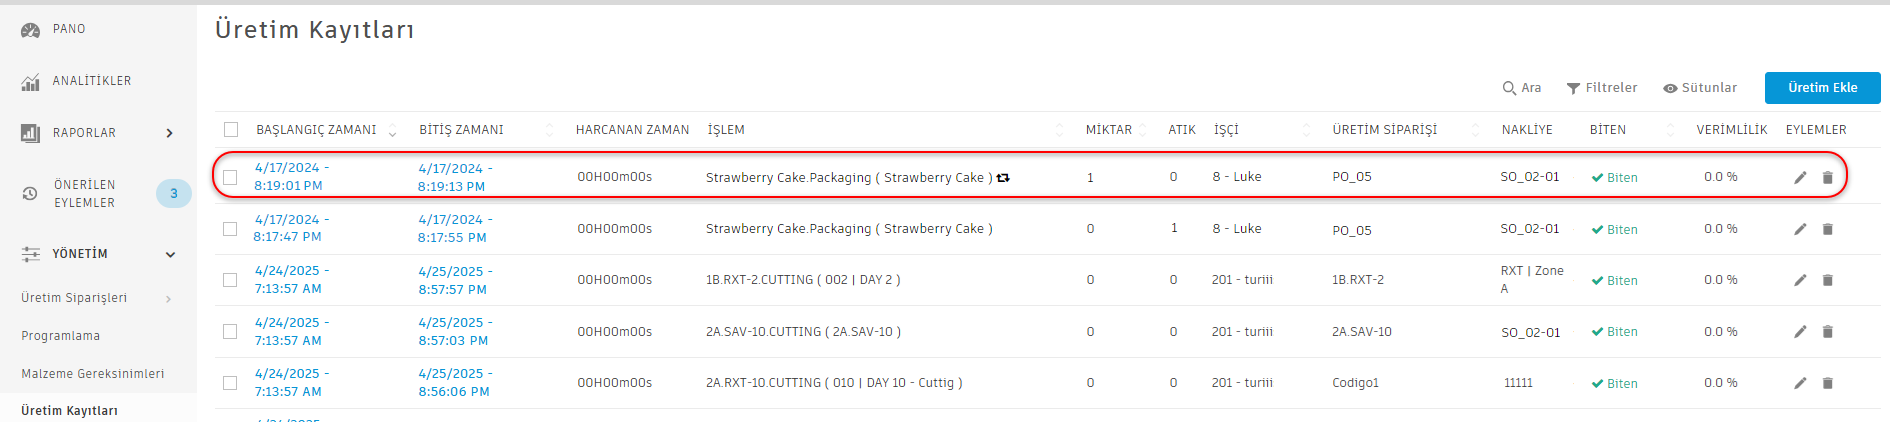 PANO
ANALİTİKLER
RAPORLAR
ÖNERİLEN
EYLEMLER
3
YÖNETİM
Üretim Siparişleri
Programlama
Malzeme Gereksinimleri
Üretim Kayıtları
Üretim Kayıtları
Ara Filtreler Sütunlar Üretim Ekle
BAŞLANGIÇ ZAMANI BİTİŞ ZAMANI HARCANAN ZAMAN İŞLEM MİKTAR ATIK İŞÇİ ÜRETİM SİPARİŞİ NAKLİYE BİTEN VERİMLİLİK EYLEMLER
4/17/2024 - 4/17/2024 -
8:19:01 PM 8:19:13 PM 00H00m00s Strawberry Cake.Packaging ( Strawberry Cake ) 1 0 8 - Luke PO_05 SO_02-01 Biten 0.0 %
4/17/2024 - 4/17/2024 -
8:17:47 PM 8:17:55 PM 00H00m00s Strawberry Cake.Packaging ( Strawberry Cake ) 0 1 8 - Luke PO_05 SO_02-01 Biten 0.0 %
4/24/2025 - 4/25/2025 - RXT | Zone
7:13:57 AM 8:57:57 PM 00H00m00s 1B.RXT-2.CUTTING ( 002 | DAY 2 ) 0 0 201 - turiii 1B.RXT-2 A Biten 0.0 %
4/24/2025 - 4/25/2025 -
7:13:57 AM 8:57:03 PM 00H00m00s 2A.SAV-10.CUTTING ( 2A.SAV-10 ) 0 0 201 - turiii 2A.SAV-10 SO_02-01 Biten 0.0 %
4/24/2025 - 4/25/2025 -
7:13:57 AM 8:56:06 PM 00H00m00s 2A.RXT-10.CUTTING ( 010 | DAY 10 - Cuttig ) 0 0 201 - turiii Codigo1 11111 Biten 0.0 %